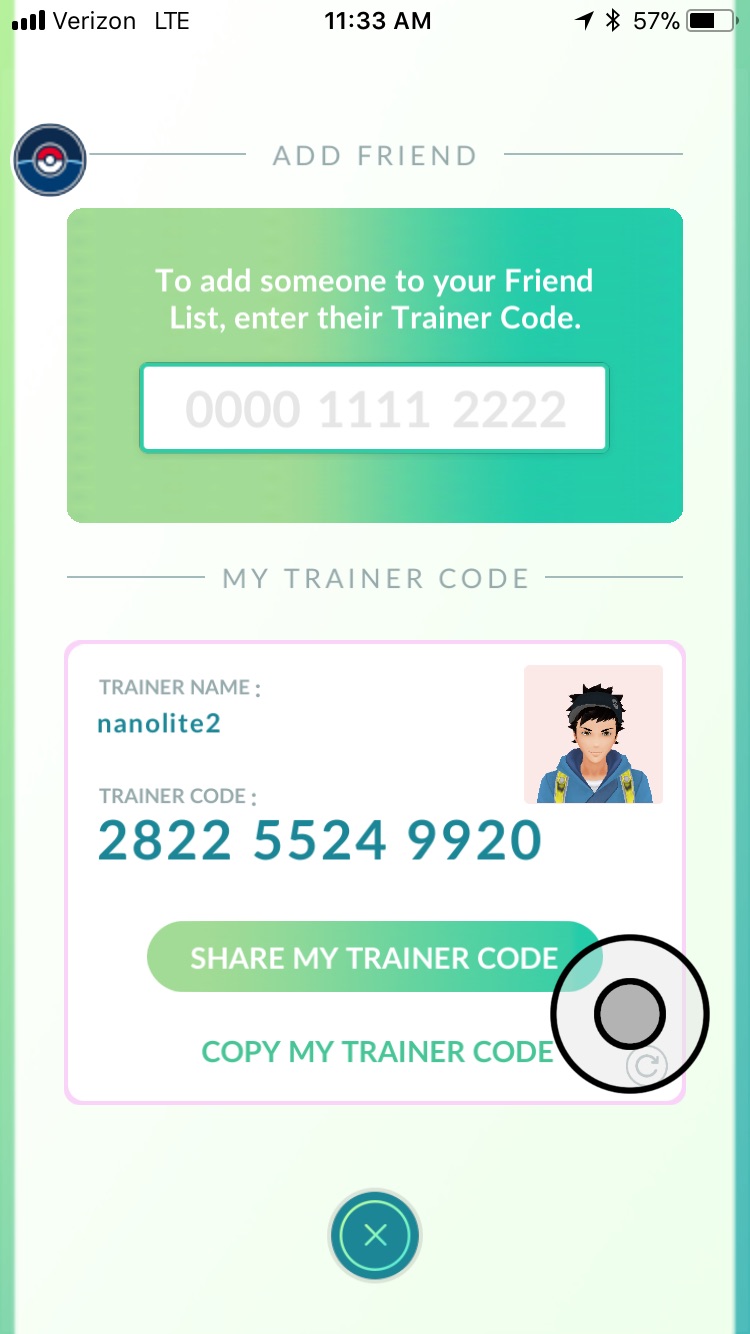 Verizon LTE 11:33 AM 57%
ADD FRIEND
To add someone to your Friend
List, enter their Trainer Code.
0000 1111 2222
MY TRAINER CODE
TRAINER NAME :
nanolite2
TRAINER CODE :
2822 5524 9920
SHARE MY TRAINER CODE
COPY MY TRAINER CODE